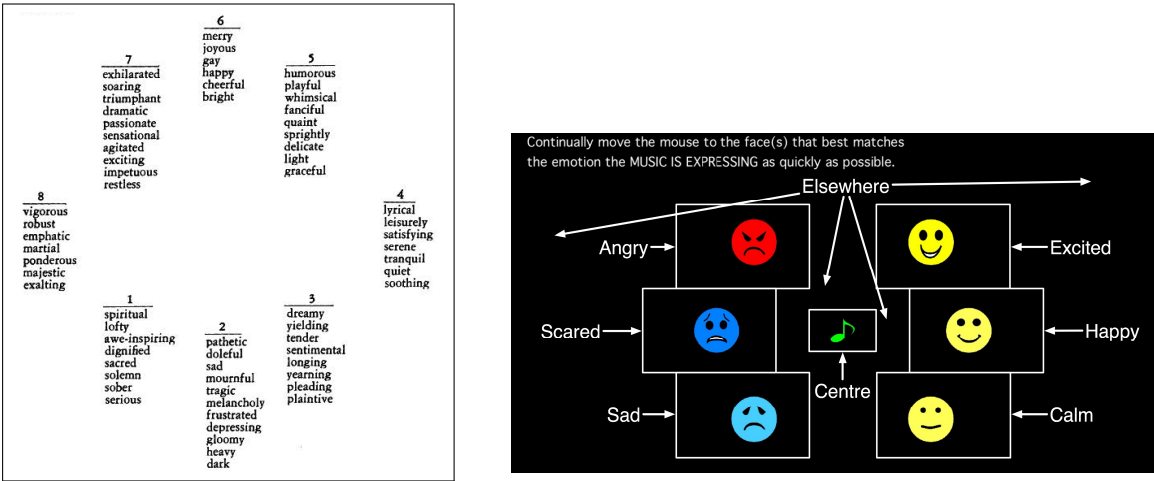 6
merry
joyous
gay
happy
cheerful
bright
7
exhilarated
soaring
triumphant
dramatic
passionate
sensational
agitated
exciting
impetuous
restless
5
humorous
playful
whimsical
fanciful
quaint
sprightly
delicate
light
graceful
8
vigorous
robust
emphatic
martial
ponderous
majestic
exalting
4
lyrical
leisurely
satisfying
serene
tranquil
quiet
soothing
1
spiritual
lofty
awe-inspiring
dignified
sacred
solemn
sober
serious
2
pathetic
doleful
sad
mournful
tragic
melancholy
frustrated
depressing
gloomy
heavy
dark
3
dreamy
yielding
tender
sentimental
longing
yearning
pleading
plaintive
Continually move the mouse to the face(s) that best matches
the emotion the MUSIC IS EXPRESSING as quickly as possible.
Elsewhere
Angry
Excited
Scared
Happy
Centre
Sad
Calm